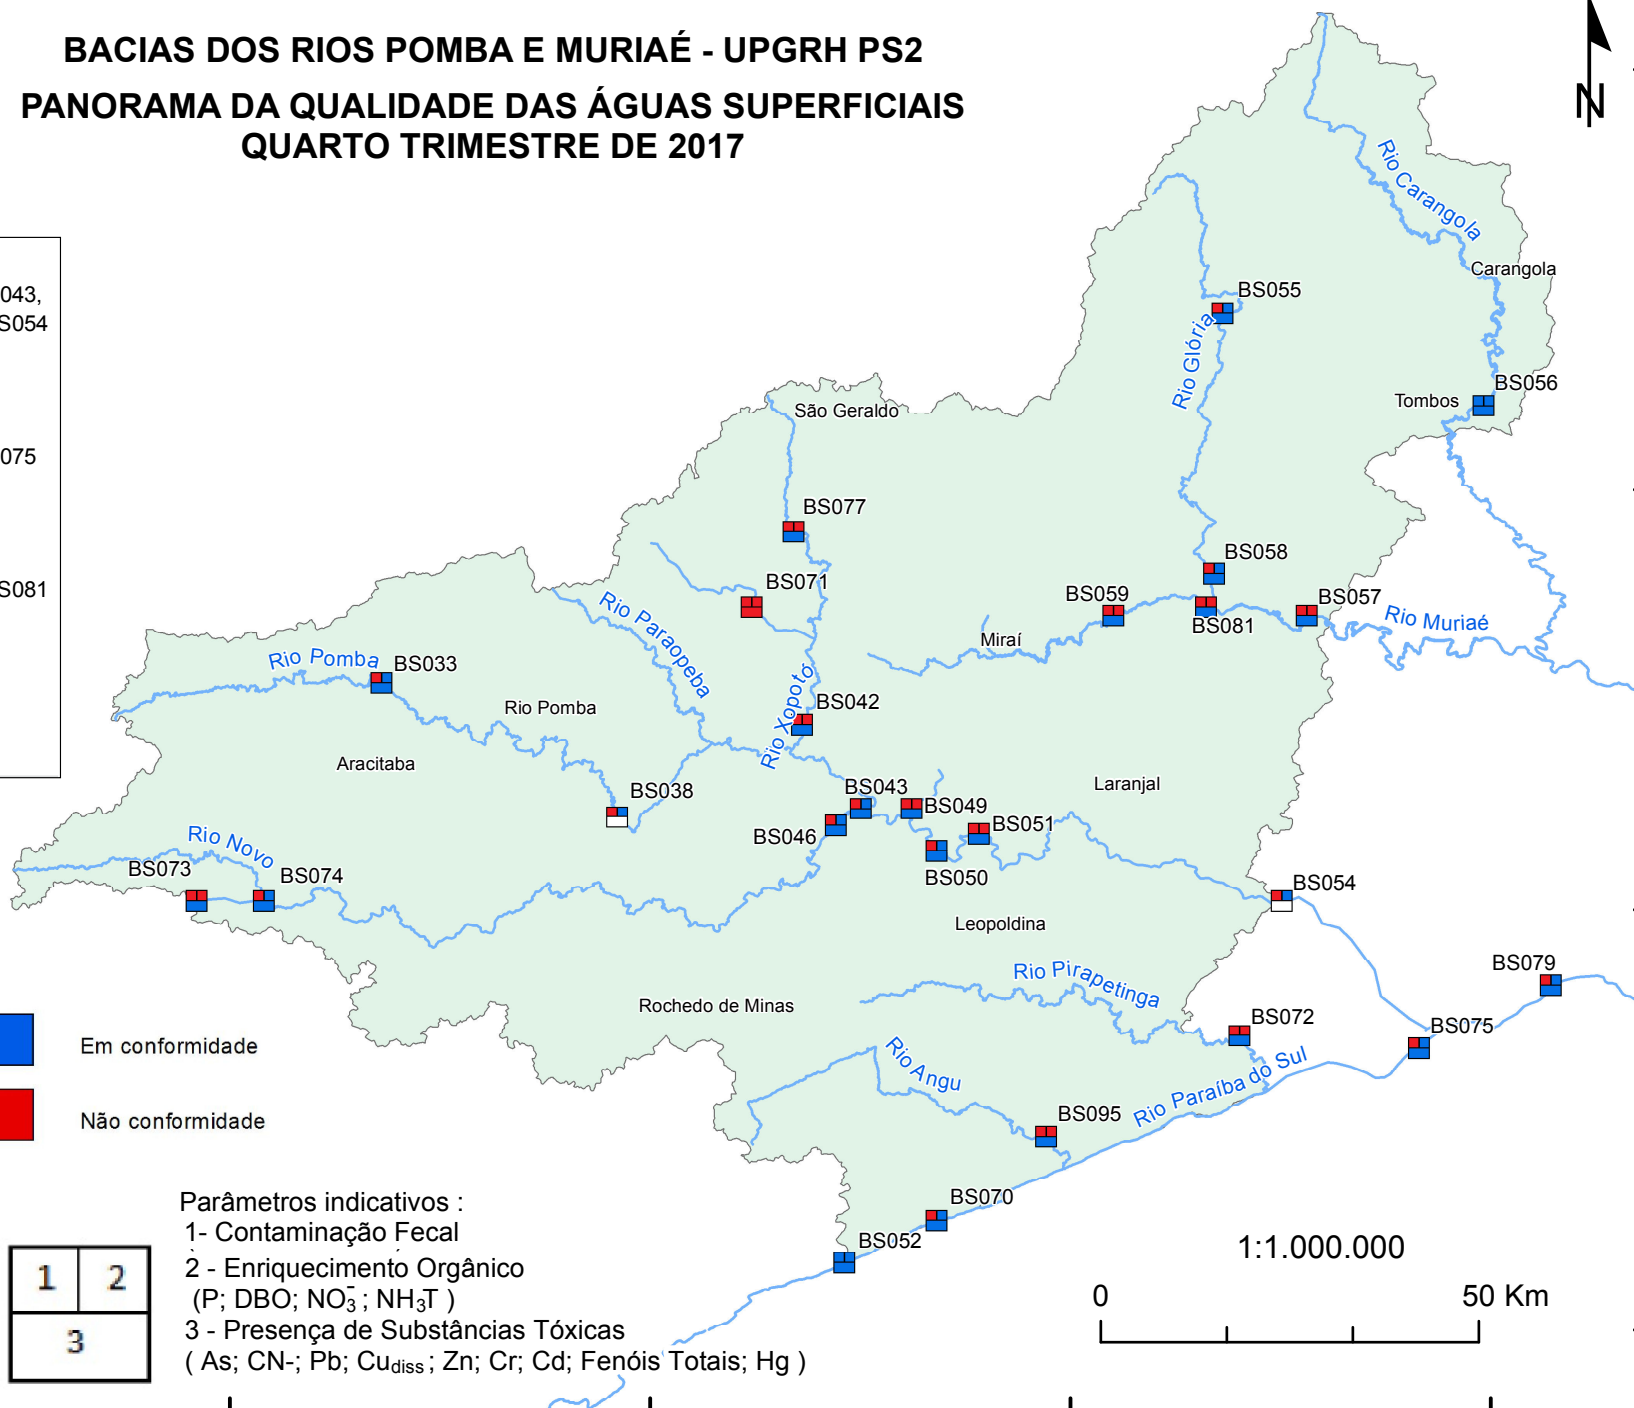 BACIAS DOS RIOS POMBA E MURIAÉ - UPGRH PS2
PANORAMA DA QUALIDADE DAS ÁGUAS SUPERFICIAIS
QUARTO TRIMESTRE DE 2017
N
043,
S054
075
S081
Rio Carangola
Carangola
BS055
Rio Glória
BS056
Tombos
São Geraldo
BS077
BS058
BS071
BS059
BS057
Rio Paraopeba
BS081
Rio Muriaé
Miraí
Rio Pomba
BS033
Rio Xopotó
BS042
Rio Pomba
Aracitaba
BS038
BS043
Laranjal
BS049
BS051
BS046
Rio Novo
BS073
BS074
BS050
BS054
Leopoldina
BS079
Rio Pirapetinga
Rochedo de Minas
BS072
BS075
Rio Angu
Rio Paraíba do Sul
BS095
BS070
BS052
Em conformidade
Não conformidade
Parâmetros indicativos :
1- Contaminação Fecal
2 - Enriquecimento Orgânico
(P; DBO; NO₃⁻; NH₃T )
3 - Presença de Substâncias Tóxicas
( As; CN-; Pb; Cudiss ; Zn; Cr; Cd; Fenóis Totais; Hg )
1 2
3
1:1.000.000
0 50 Km